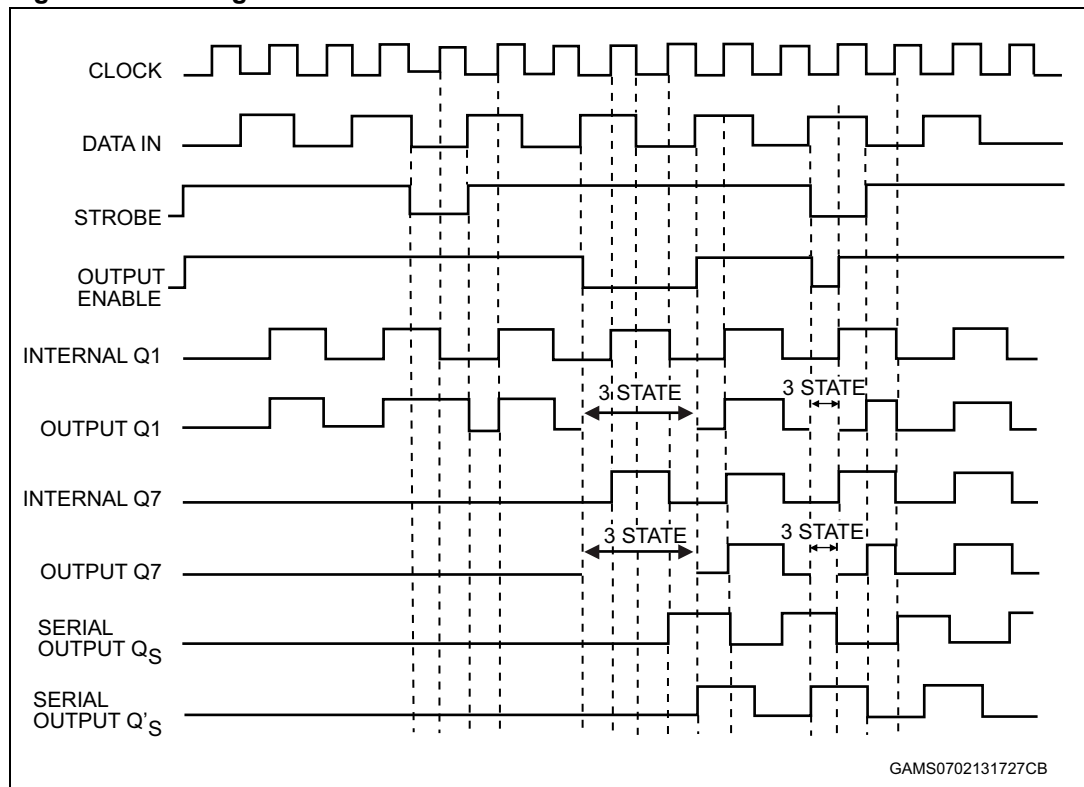 CLOCK
DATA IN
STROBE
OUTPUT
ENABLE
INTERNAL Q1
3 STATE
3 STATE
OUTPUT Q1
INTERNAL Q7
3 STATE
3 STATE
OUTPUT Q7
SERIAL
OUTPUT QS
SERIAL
OUTPUT Q'S
GAMS0702131727CB